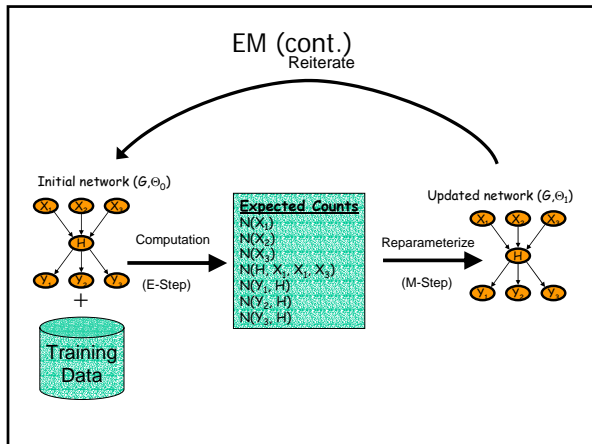 EM (cont.)
Reiterate
Initial network (G,Θ₀)
X₁ X₂ X₃
H
Y₁ Y₂ Y₃
+
Training
Data
Computation
(E-Step)
Expected Counts
N(X₁)
N(X₂)
N(X₃)
N(H, X₁, X₁, X₃)
N(Y₁, H)
N(Y₂, H)
N(Y₃, H)
Reparameterize
(M-Step)
Updated network (G,Θ₁)
X₁ X₂ X₃
H
Y₁ Y₂ Y₃